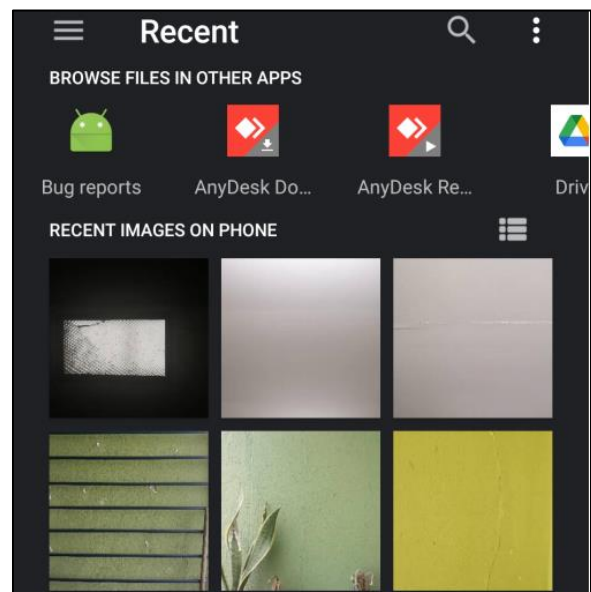 Recent
BROWSE FILES IN OTHER APPS
Bug reports AnyDesk Do... AnyDesk Re... Driv
RECENT IMAGES ON PHONE